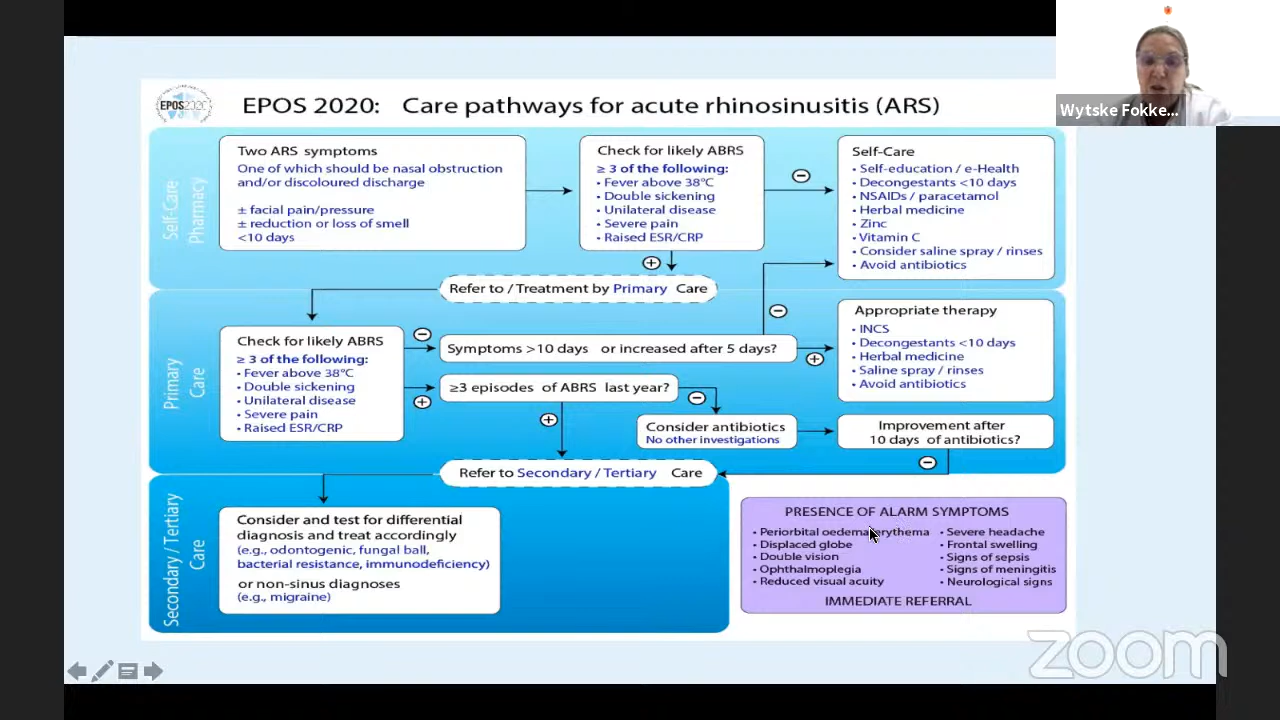 Wytske Fokke...
EPOS2020
EPOS 2020: Care pathways for acute rhinosinusitis (ARS)
Self-Care
Pharmacy
Two ARS symptoms
One of which should be nasal obstruction
and/or discoloured discharge
± facial pain/pressure
± reduction or loss of smell
<10 days
Check for likely ABRS
≥ 3 of the following:
• Fever above 38°C
• Double sickening
• Unilateral disease
• Severe pain
• Raised ESR/CRP
Self-Care
• Self-education / e-Health
• Decongestants <10 days
• NSAIDs / paracetamol
• Herbal medicine
• Zinc
• Vitamin C
• Consider saline spray / rinses
• Avoid antibiotics
Refer to / Treatment by Primary Care
Primary
Care
Check for likely ABRS
≥ 3 of the following:
• Fever above 38°C
• Double sickening
• Unilateral disease
• Severe pain
• Raised ESR/CRP
Symptoms >10 days or increased after 5 days?
≥3 episodes of ABRS last year?
Appropriate therapy
• INCS
• Decongestants <10 days
• Herbal medicine
• Saline spray / rinses
• Avoid antibiotics
Consider antibiotics
No other investigations
Improvement after
10 days of antibiotics?
Refer to Secondary / Tertiary Care
Secondary / Tertiary
Care
Consider and test for differential
diagnosis and treat accordingly
(e.g., odontogenic, fungal ball,
bacterial resistance, immunodeficiency)
or non-sinus diagnoses
(e.g., migraine)
PRESENCE OF ALARM SYMPTOMS
• Periorbital oedema/erythema
• Displaced globe
• Double vision
• Ophthalmoplegia
• Reduced visual acuity
• Severe headache
• Frontal swelling
• Signs of sepsis
• Signs of meningitis
• Neurological signs
IMMEDIATE REFERRAL
zoom